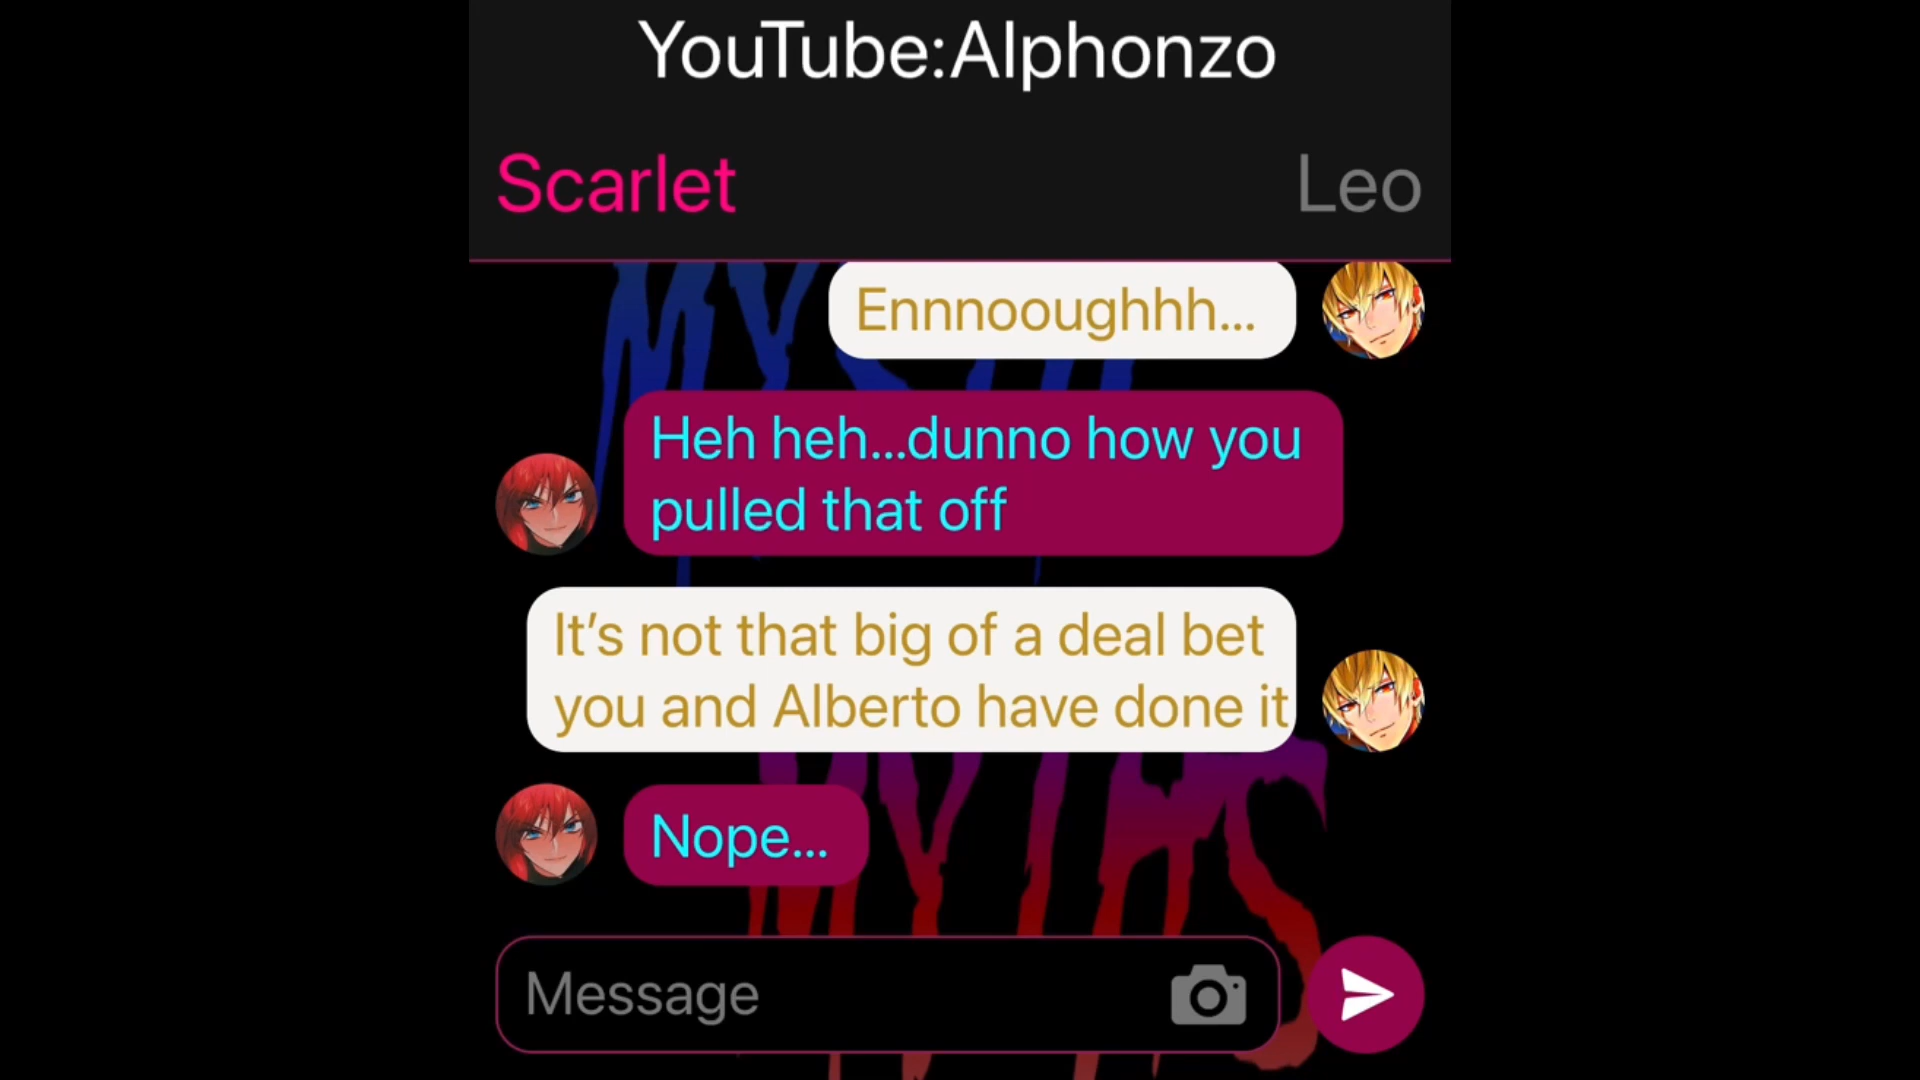 YouTube:Alphonzo
Scarlet
Leo
Ennnooughhh...
Heh heh...dunno how you
pulled that off
It’s not that big of a deal bet
you and Alberto have done it
Nope...
Message